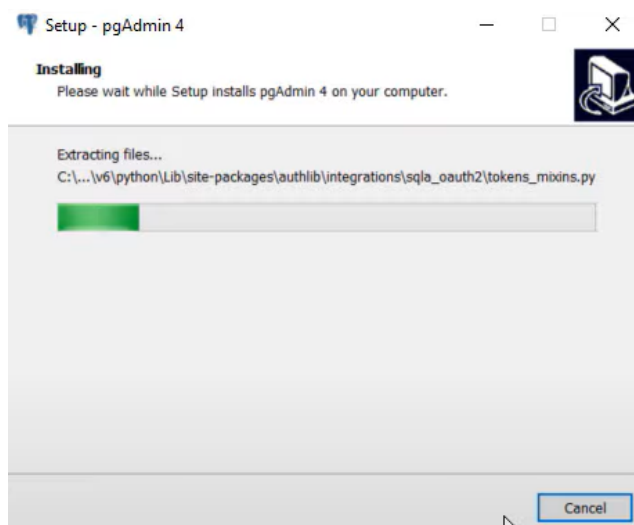 Setup - pgAdmin 4
Installing
Please wait while Setup installs pgAdmin 4 on your computer.
Extracting files...
C:\...\v6\python\Lib\site-packages\authlib\integrations\sqla_oauth2\tokens_mixins.py
Cancel